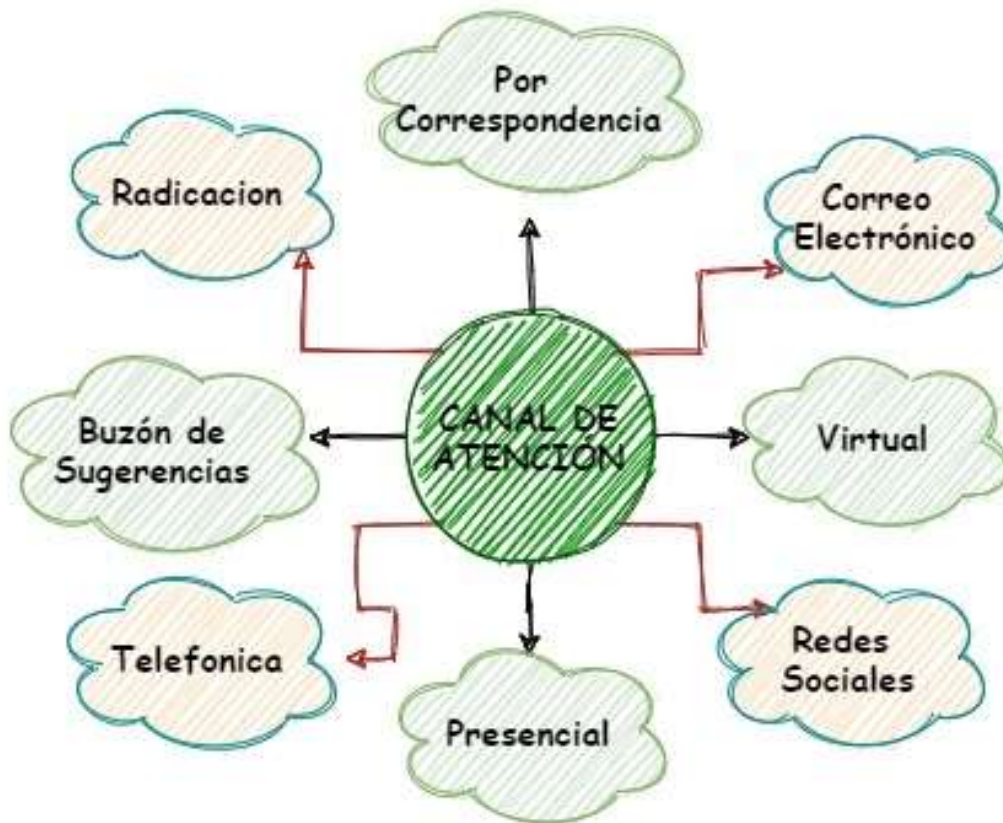 Por
Correspondencia
Radicacion
Correo
Electrónico
CANAL DE
ATENCIÓN
Buzón de
Sugerencias
Virtual
Telefonica
Redes
Sociales
Presencial